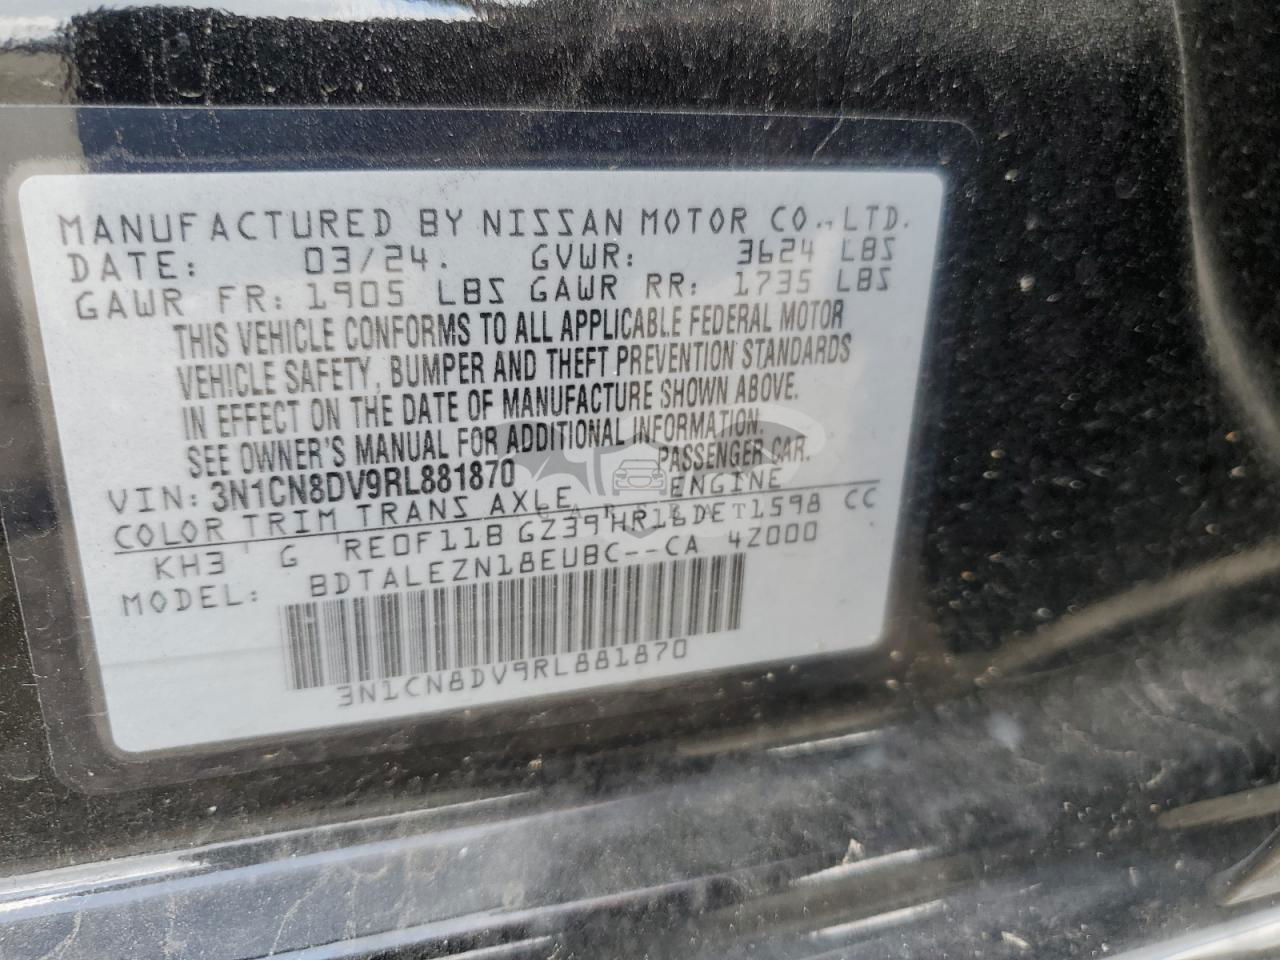 MANUFACTURED BY NISSAN MOTOR CO., LTD.
DATE: 03/24. GVWR: 3624 LBS
GAWR FR: 1905 LBS GAWR RR: 1735 LBS
THIS VEHICLE CONFORMS TO ALL APPLICABLE FEDERAL MOTOR
VEHICLE SAFETY, BUMPER AND THEFT PREVENTION STANDARDS
IN EFFECT ON THE DATE OF MANUFACTURE SHOWN ABOVE.
SEE OWNER'S MANUAL FOR ADDITIONAL INFORMATION.
VIN: 3N1CN8DV9RL881870 PASSENGER CAR.
COLOR TRIM TRANS AXLE ENGINE
KH3 G RE0F11B GZ39 HR16DET1598 CC
MODEL: BDTALEZN18EUBC--CA 4Z000
3N1CN8DV9RL881870